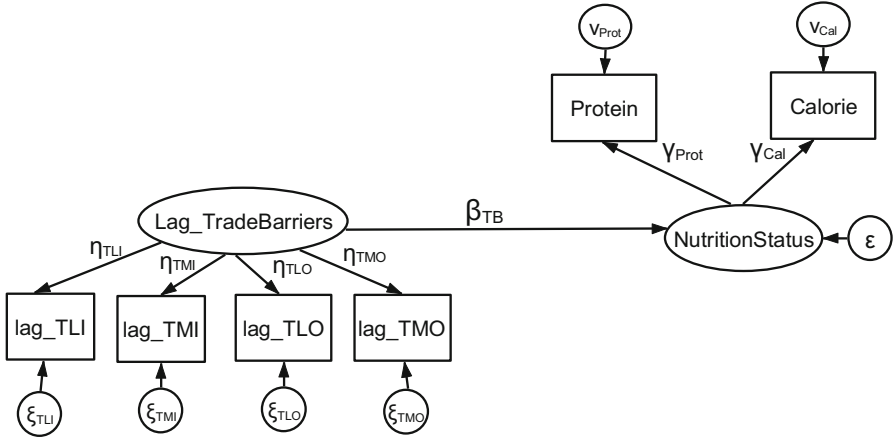 νProt
νCal
Protein
Calorie
γProt
γCal
Lag_TradeBarriers
βTB
NutritionStatus
ε
ηTLI
ηTMI
ηTLO
ηTMO
lag_TLI
lag_TMI
lag_TLO
lag_TMO
ξTLI
ξTMI
ξTLO
ξTMO